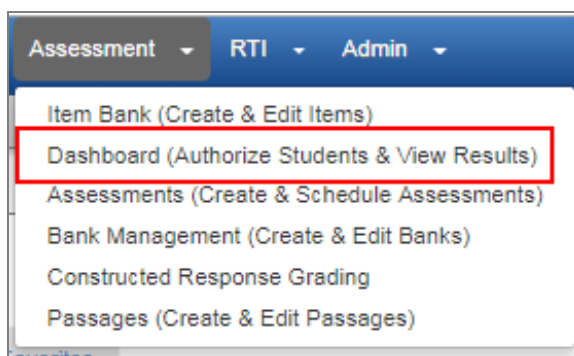 Assessment RTI Admin
Item Bank (Create & Edit Items)
Dashboard (Authorize Students & View Results)
Assessments (Create & Schedule Assessments)
Bank Management (Create & Edit Banks)
Constructed Response Grading
Passages (Create & Edit Passages)